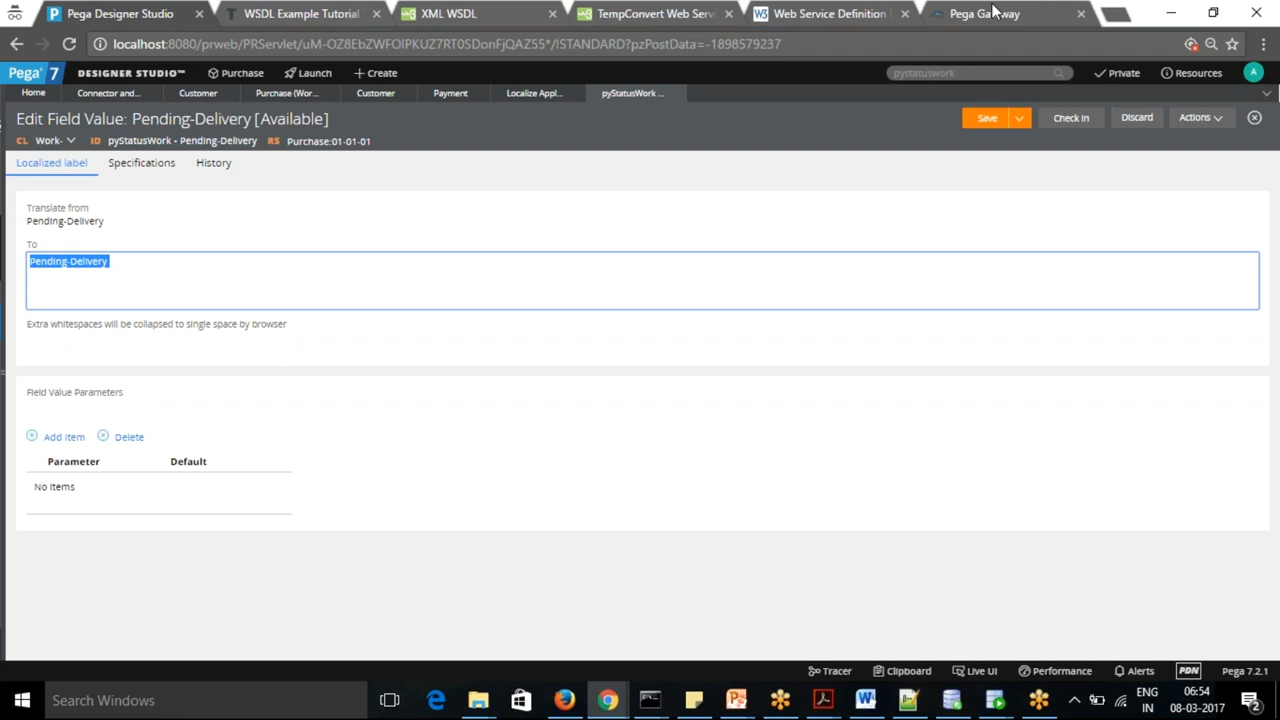 Pega Designer Studio
WSDL Example Tutorial
XML WSDL
TempConvert Web Servi
Web Service Definition
Pega Gateway
localhost:8080/prweb/PRServlet/uM-OZ8EbZWFOIPKUZ7RT0SDonFjQAZS5*/!STANDARD?pzPostData=-1898579237
Pega 7 DESIGNER STUDIO™ Purchase Launch Create pystatuswork Private Resources A
Home Connector and... Customer Purchase (Wor... Customer Payment Localize Appl... pyStatusWork ...
Edit Field Value: Pending-Delivery [Available] Save Check In Discard Actions
CL Work- ID pyStatusWork - Pending-Delivery RS Purchase:01-01-01
Localized label Specifications History
Translate from
Pending-Delivery
To
Pending-Delivery
Extra whitespaces will be collapsed to single space by browser
Field Value Parameters
Add Item Delete
Parameter Default
No Items
Tracer Clipboard Live UI Performance Alerts PDN Pega 7.2.1
Search Windows
ENG 06:54
IN 08-03-2017
2